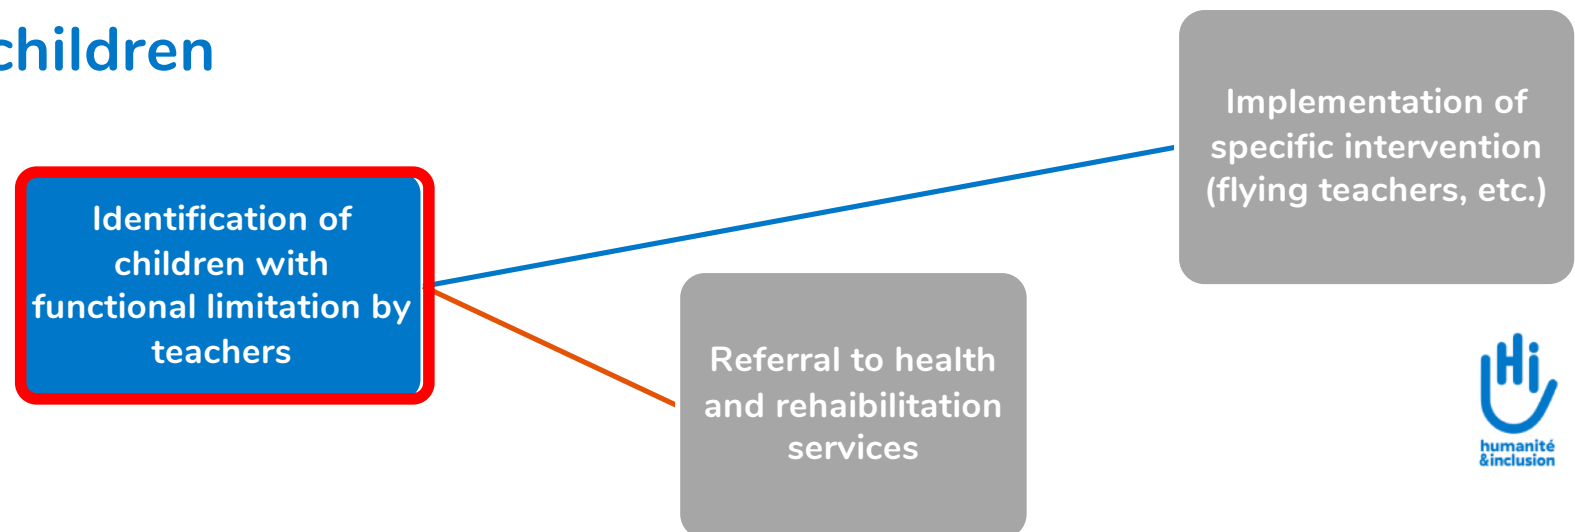 children
Identification of
children with
functional limitation by
teachers
Implementation of
specific intervention
(flying teachers, etc.)
Referral to health
and rehaibilitation
services
Hi
humanité
&inclusion